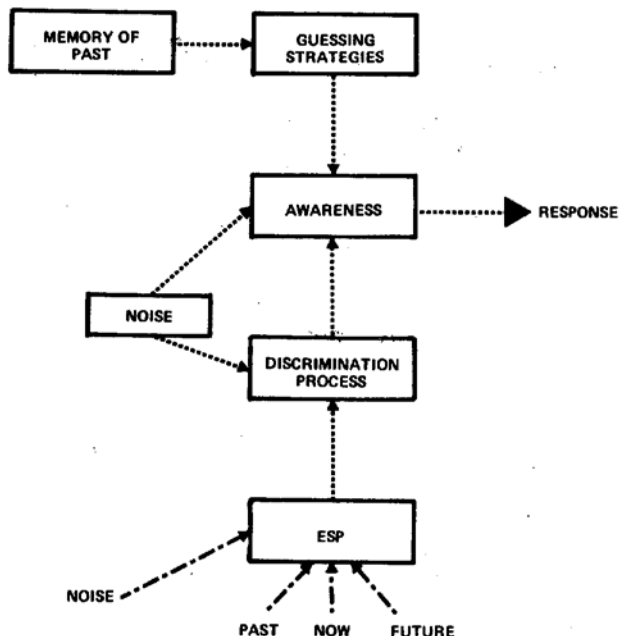 MEMORY OF
PAST
GUESSING
STRATEGIES
AWARENESS
RESPONSE
NOISE
DISCRIMINATION
PROCESS
ESP
NOISE
PAST NOW FUTURE